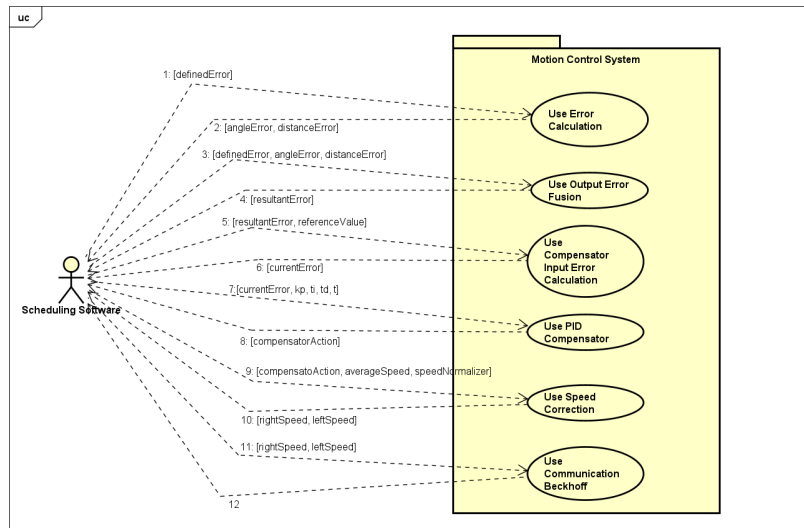 uc
Motion Control System
1: [definedError]
Use Error
Calculation
2: [angleError, distanceError]
3: [definedError, angleError, distanceError]
Use Output Error
Fusion
4: [resultantError]
5: [resultantError, referenceValue]
Use
Compensator
Input Error
Calculation
6: [currentError]
7:[currentError, kp, ti, td, t]
Scheduling Software
Use PID
Compensator
8: [compensatorAction]
9: [compensatoAction, averageSpeed, speedNormalizer]
Use Speed
Correction
10: [rightSpeed, leftSpeed]
11: [rightSpeed, leftSpeed]
Use
Communication
Beckhoff
12